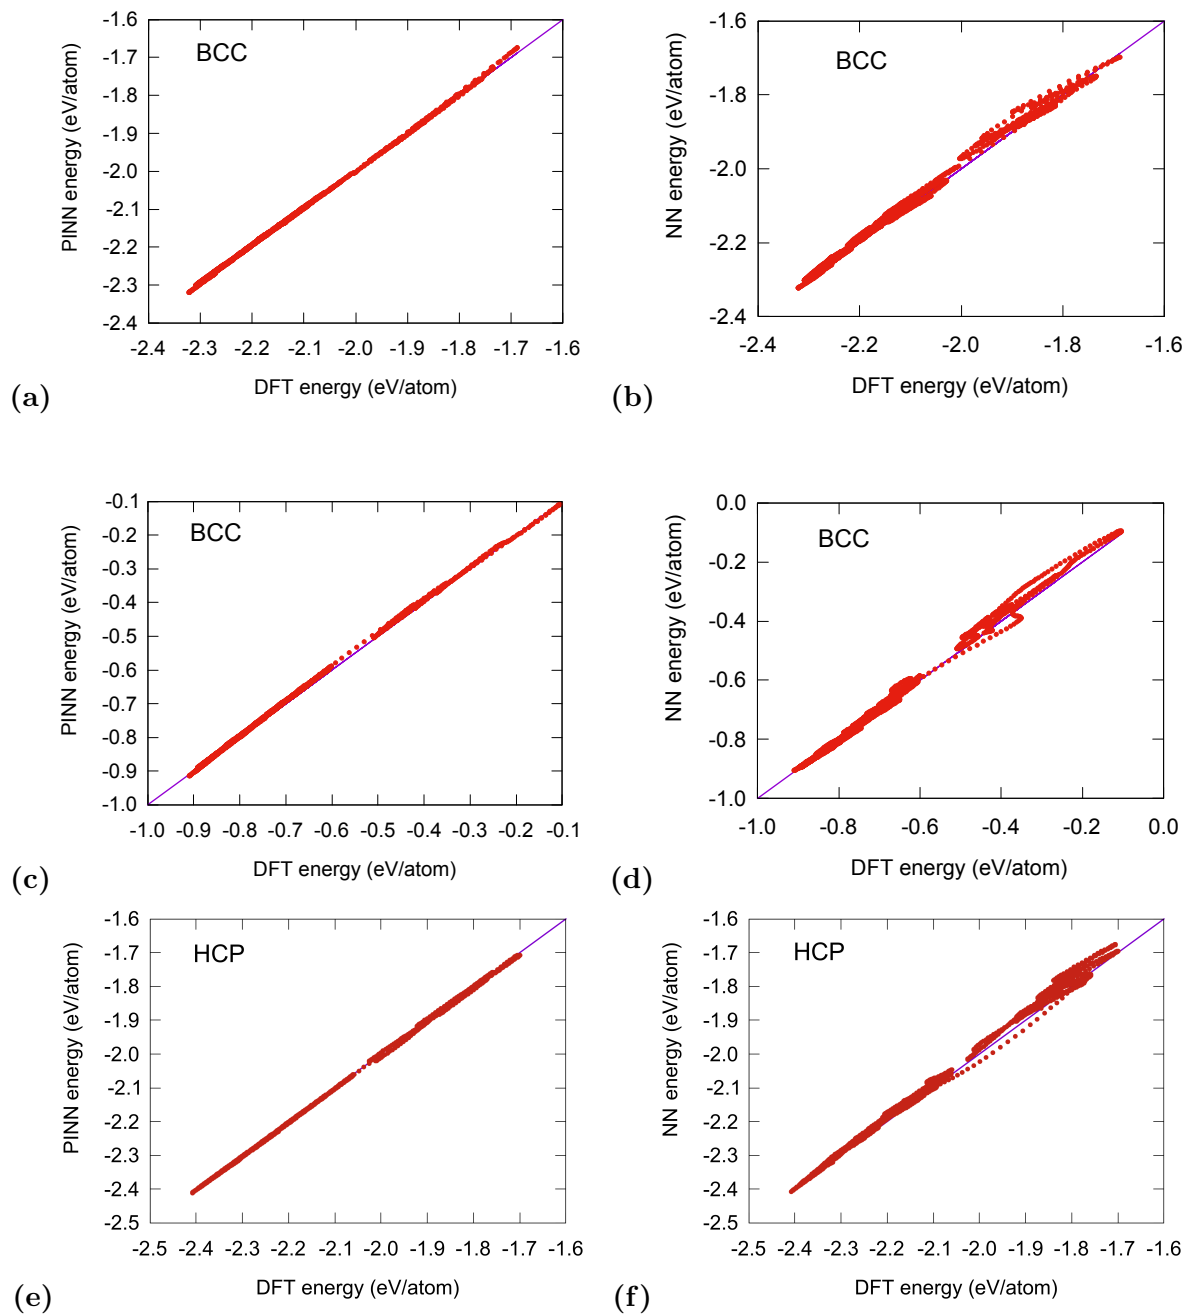 -1.6
-1.7
-1.8
-1.9
-2.0
-2.1
-2.2
-2.3
-2.4
PINN energy (eV/atom)
BCC
-2.4 -2.3 -2.2 -2.1 -2.0 -1.9 -1.8 -1.7 -1.6
DFT energy (eV/atom)
(a)
-1.6
-1.8
-2.0
-2.2
-2.4
NN energy (eV/atom)
BCC
-2.4 -2.2 -2.0 -1.8 -1.6
DFT energy (eV/atom)
(b)
-0.1
-0.2
-0.3
-0.4
-0.5
-0.6
-0.7
-0.8
-0.9
-1.0
PINN energy (eV/atom)
BCC
-1.0 -0.9 -0.8 -0.7 -0.6 -0.5 -0.4 -0.3 -0.2 -0.1
DFT energy (eV/atom)
(c)
0.0
-0.2
-0.4
-0.6
-0.8
-1.0
NN energy (eV/atom)
BCC
-1.0 -0.8 -0.6 -0.4 -0.2 0.0
DFT energy (eV/atom)
(d)
-1.6
-1.7
-1.8
-1.9
-2.0
-2.1
-2.2
-2.3
-2.4
-2.5
PINN energy (eV/atom)
HCP
-2.5 -2.4 -2.3 -2.2 -2.1 -2.0 -1.9 -1.8 -1.7 -1.6
DFT energy (eV/atom)
(e)
-1.6
-1.7
-1.8
-1.9
-2.0
-2.1
-2.2
-2.3
-2.4
-2.5
NN energy (eV/atom)
HCP
-2.5 -2.4 -2.3 -2.2 -2.1 -2.0 -1.9 -1.8 -1.7 -1.6
DFT energy (eV/atom)
(f)